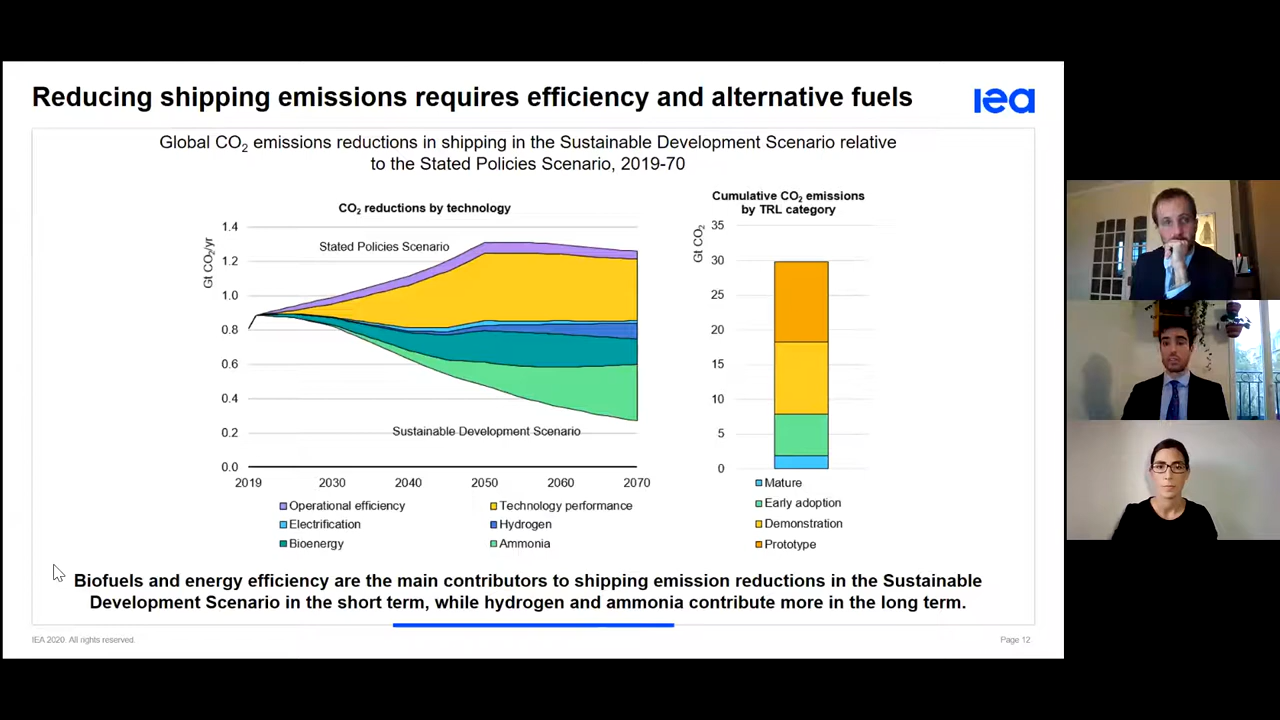 Reducing shipping emissions requires efficiency and alternative fuels
iea
Global CO2 emissions reductions in shipping in the Sustainable Development Scenario relative
to the Stated Policies Scenario, 2019-70
CO2 reductions by technology
Gt CO2/yr
1.4
1.2
1.0
0.8
0.6
0.4
0.2
0.0
Stated Policies Scenario
Sustainable Development Scenario
2019 2030 2040 2050 2060 2070
Operational efficiency Technology performance
Electrification Hydrogen
Bioenergy Ammonia
Cumulative CO2 emissions
by TRL category
Gt CO2
35
30
25
20
15
10
5
0
Mature
Early adoption
Demonstration
Prototype
Biofuels and energy efficiency are the main contributors to shipping emission reductions in the Sustainable
Development Scenario in the short term, while hydrogen and ammonia contribute more in the long term.
IEA 2020. All rights reserved.
Page 12